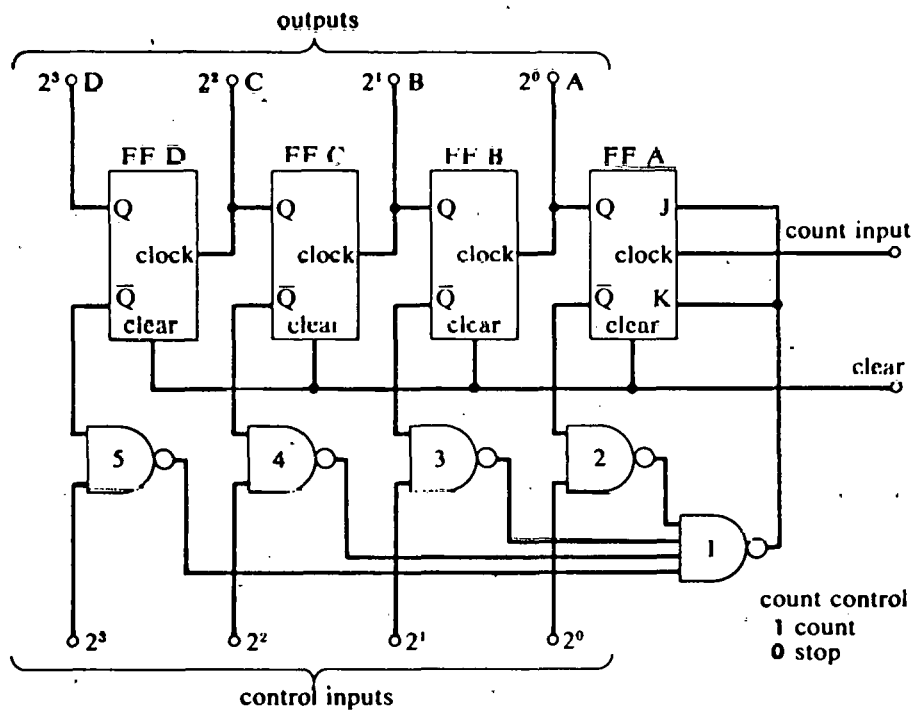 outputs
2³ D 2² C 2¹ B 2⁰ A
FF D FF C FF B FF A
Q Q Q Q J
count input
clock clock clock clock
Q̅ Q̅ Q̅ Q̅ K
clear clear clear clear
clear
5 4 3 2
1
count control
1 count
0 stop
2³ 2² 2¹ 2⁰
control inputs